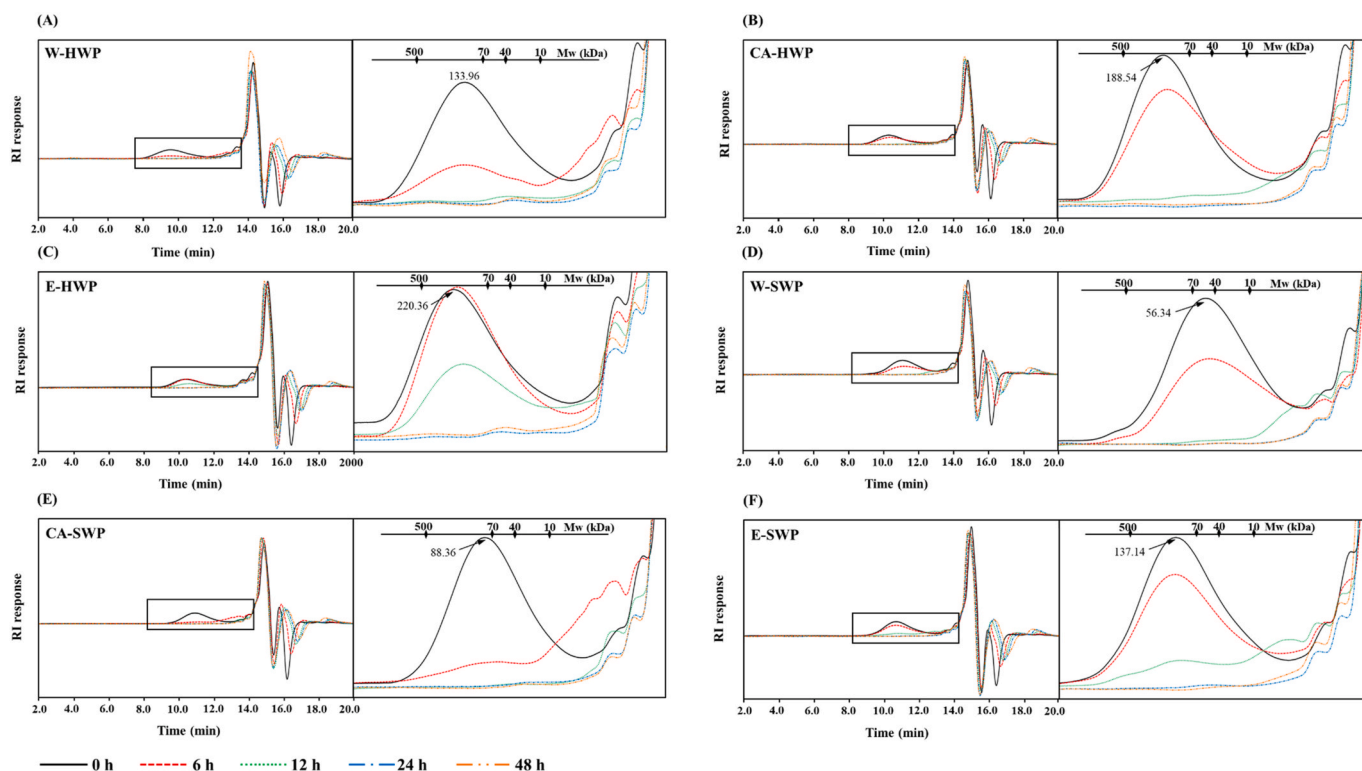 (A)
W-HWP
RI response
500 70 40 10 Mw (kDa)
133.96
2.0 4.0 6.0 8.0 10.0 12.0 14.0 16.0 18.0 20.0
Time (min)
(B)
CA-HWP
RI response
500 70 40 10 Mw (kDa)
188.54
2.0 4.0 6.0 8.0 10.0 12.0 14.0 16.0 18.0 20.0
Time (min)
(C)
E-HWP
RI response
500 70 40 10 Mw (kDa)
220.36
2.0 4.0 6.0 8.0 10.0 12.0 14.0 16.0 18.0 2000
Time (min)
(D)
W-SWP
RI response
500 70 40 10 Mw (kDa)
56.34
2.0 4.0 6.0 8.0 10.0 12.0 14.0 16.0 18.0 20.0
Time (min)
(E)
CA-SWP
RI response
500 70 40 10 Mw (kDa)
88.36
2.0 4.0 6.0 8.0 10.0 12.0 14.0 16.0 18.0 20.0
Time (min)
(F)
E-SWP
RI response
500 70 40 10 Mw (kDa)
137.14
2.0 4.0 6.0 8.0 10.0 12.0 14.0 16.0 18.0 20.0
Time (min)
0 h 6 h 12 h 24 h 48 h